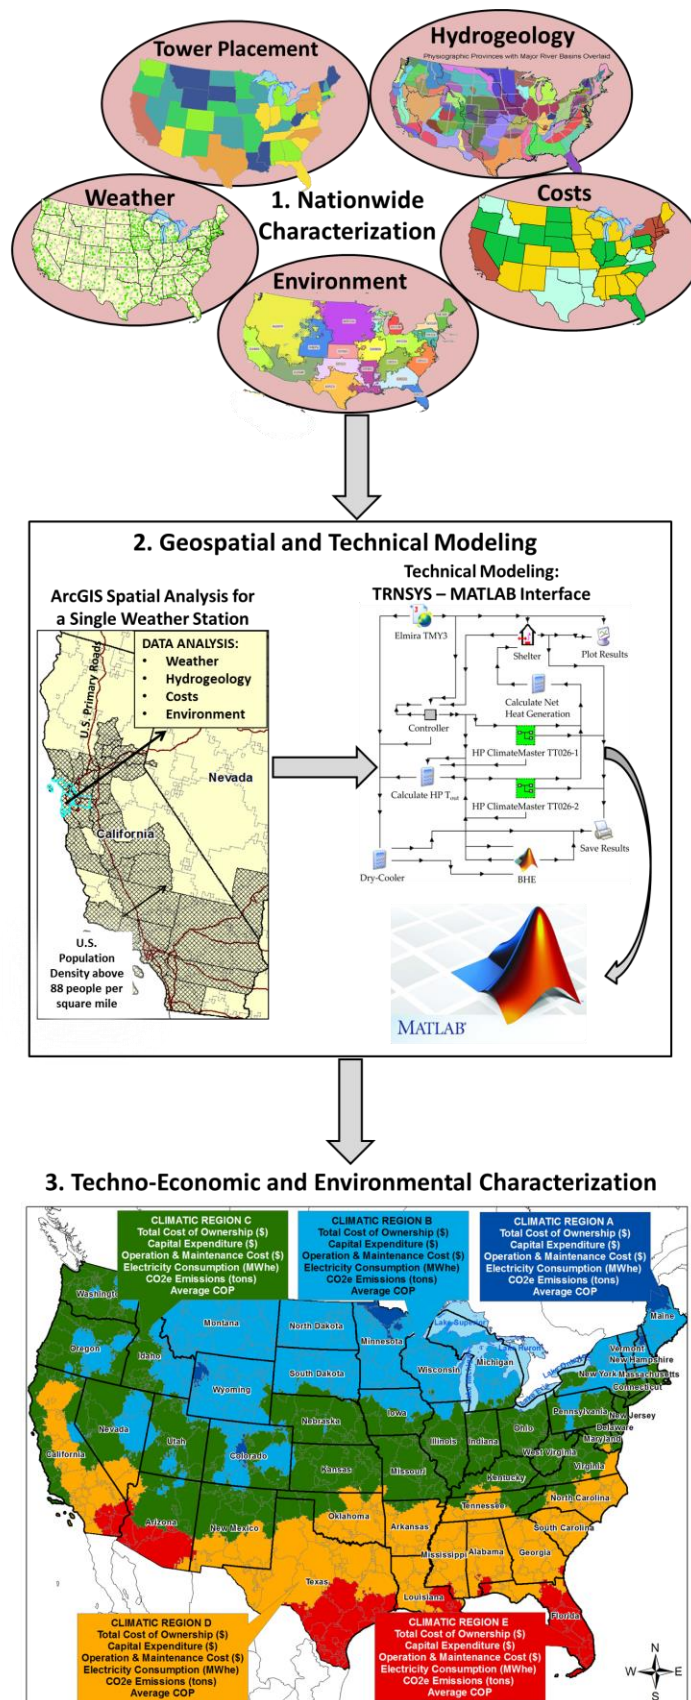 Tower Placement
Hydrogeology
Physiographic Provinces with Major River Basins Overlaid
Weather
1. Nationwide
Characterization
Costs
Environment
2. Geospatial and Technical Modeling
ArcGIS Spatial Analysis for
a Single Weather Station
Technical Modeling:
TRNSYS – MATLAB Interface
U.S. Primary Roads
DATA ANALYSIS:
• Weather
• Hydrogeology
• Costs
• Environment
Nevada
California
U.S.
Population
Density above
88 people per
square mile
Elmira TMY3
Shelter
Plot Results
Calculate Net
Heat Generation
Controller
HP ClimateMaster TT026-1
Calculate HP Tout
HP ClimateMaster TT026-2
Save Results
Dry-Cooler
BHE
MATLAB®
3. Techno-Economic and Environmental Characterization
CLIMATIC REGION C
Total Cost of Ownership ($)
Capital Expenditure ($)
Operation & Maintenance Cost ($)
Electricity Consumption (MWhe)
CO2e Emissions (tons)
Average COP
CLIMATIC REGION B
Total Cost of Ownership ($)
Capital Expenditure ($)
Operation & Maintenance Cost ($)
Electricity Consumption (MWhe)
CO2e Emissions (tons)
Average COP
CLIMATIC REGION A
Total Cost of Ownership ($)
Capital Expenditure ($)
Operation & Maintenance Cost ($)
Electricity Consumption (MWhe)
CO2e Emissions (tons)
Average COP
Washington
Montana
North Dakota
Minnesota
Lake Superior
Maine
Oregon
Idaho
Wyoming
South Dakota
Wisconsin
Michigan
Lake Huron
Vermont
New Hampshire
New York
Massachusetts
Connecticut
Nevada
Utah
Colorado
Nebraska
Iowa
Illinois
Indiana
Ohio
Pennsylvania
New Jersey
Delaware
Maryland
California
Kansas
Missouri
West Virginia
Virginia
Kentucky
Arizona
New Mexico
Oklahoma
Arkansas
Tennessee
North Carolina
South Carolina
Mississippi
Alabama
Georgia
Texas
Louisiana
Florida
CLIMATIC REGION D
Total Cost of Ownership ($)
Capital Expenditure ($)
Operation & Maintenance Cost ($)
Electricity Consumption (MWhe)
CO2e Emissions (tons)
Average COP
CLIMATIC REGION E
Total Cost of Ownership ($)
Capital Expenditure ($)
Operation & Maintenance Cost ($)
Electricity Consumption (MWhe)
CO2e Emissions (tons)
Average COP
N
W E
S